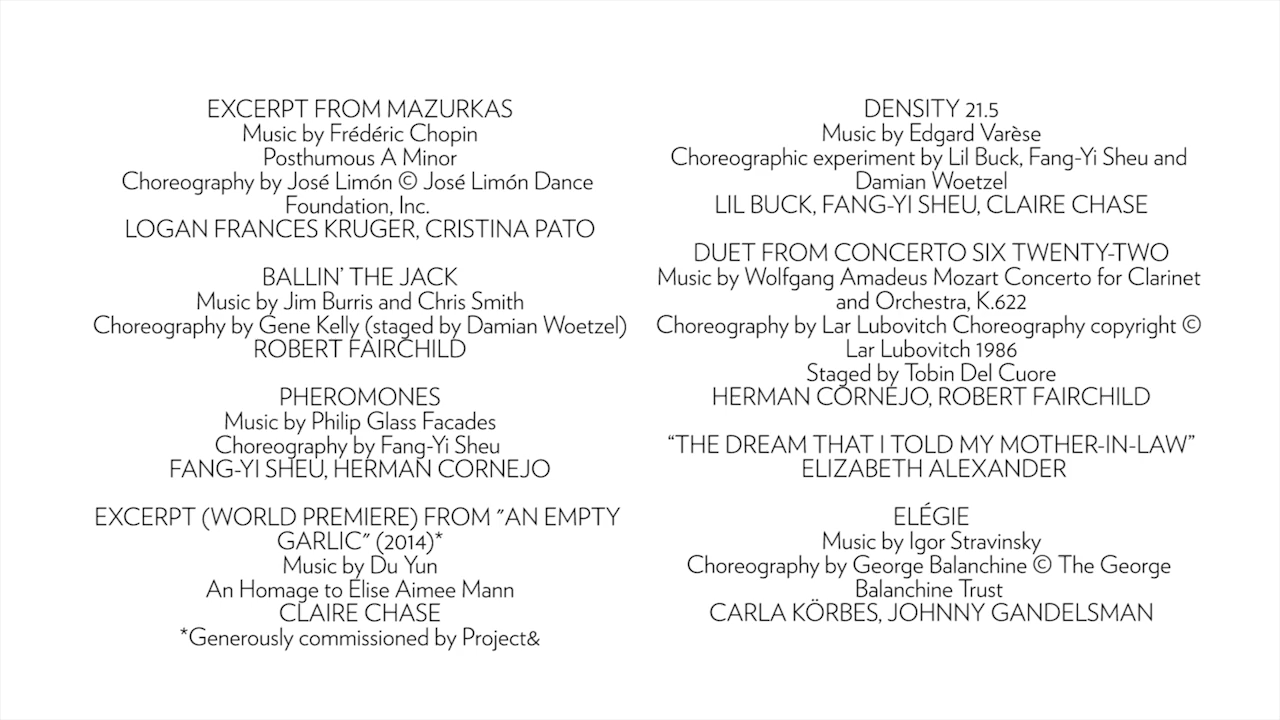 EXCERPT FROM MAZURKAS
Music by Frédéric Chopin
Posthumous A Minor
Choreography by José Limón © José Limón Dance
Foundation, Inc.
LOGAN FRANCES KRUGER, CRISTINA PATO
BALLIN’ THE JACK
Music by Jim Burris and Chris Smith
Choreography by Gene Kelly (staged by Damian Woetzel)
ROBERT FAIRCHILD
PHEROMONES
Music by Philip Glass Facades
Choreography by Fang-Yi Sheu
FANG-YI SHEU, HERMAN CORNEJO
EXCERPT (WORLD PREMIERE) FROM "AN EMPTY
GARLIC" (2014)*
Music by Du Yun
An Homage to Elise Aimee Mann
CLAIRE CHASE
*Generously commissioned by Project&
DENSITY 21.5
Music by Edgard Varèse
Choreographic experiment by Lil Buck, Fang-Yi Sheu and
Damian Woetzel
LIL BUCK, FANG-YI SHEU, CLAIRE CHASE
DUET FROM CONCERTO SIX TWENTY-TWO
Music by Wolfgang Amadeus Mozart Concerto for Clarinet
and Orchestra, K.622
Choreography by Lar Lubovitch Choreography copyright ©
Lar Lubovitch 1986
Staged by Tobin Del Cuore
HERMAN CORNEJO, ROBERT FAIRCHILD
“THE DREAM THAT I TOLD MY MOTHER-IN-LAW”
ELIZABETH ALEXANDER
ELÉGIE
Music by Igor Stravinsky
Choreography by George Balanchine © The George
Balanchine Trust
CARLA KÖRBES, JOHNNY GANDELSMAN